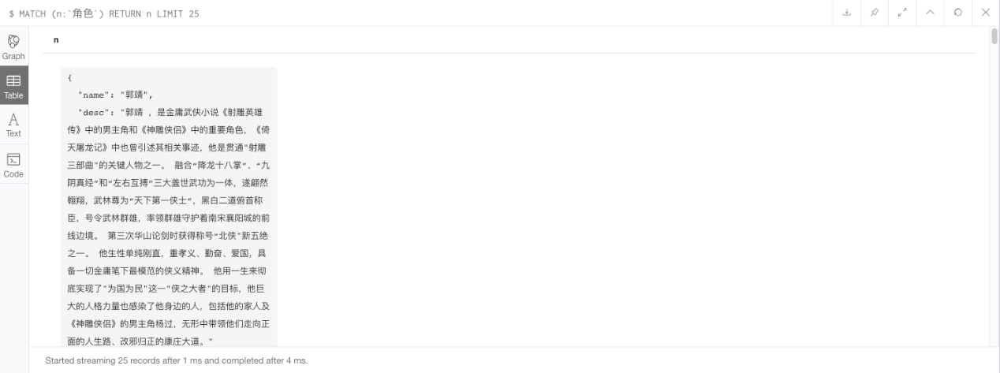 $ MATCH (n:`角色`) RETURN n LIMIT 25
n
Graph
Table
Text
Code
{
"name": "郭靖",
"desc": "郭靖 ，是金庸武侠小说《射雕英雄
传》中的男主角和《神雕侠侣》中的重要角色，《倚
天屠龙记》中也曾引述其相关事迹，他是贯通"射雕
三部曲"的关键人物之一。 融合“降龙十八掌”、“九
阴真经”和“左右互搏”三大盖世武功为一体，遂翩然
翱翔，武林尊为“天下第一侠士”，黑白二道俯首称
臣，号令武林群雄，率领群雄守护着南宋襄阳城的前
线边境。 第三次华山论剑时获得称号“北侠"新五绝
之一。 他生性单纯刚直，重孝义、勤奋、爱国，具
备一切金庸笔下最模范的侠义精神。 他用一生来彻
底实现了"为国为民"这一"侠之大者"的目标，他巨
大的人格力量也感染了他身边的人，包括他的家人及
《神雕侠侣》的男主角杨过，无形中带领他们走向正
面的人生路、改邪归正的康庄大道。"
Started streaming 25 records after 1 ms and completed after 4 ms.